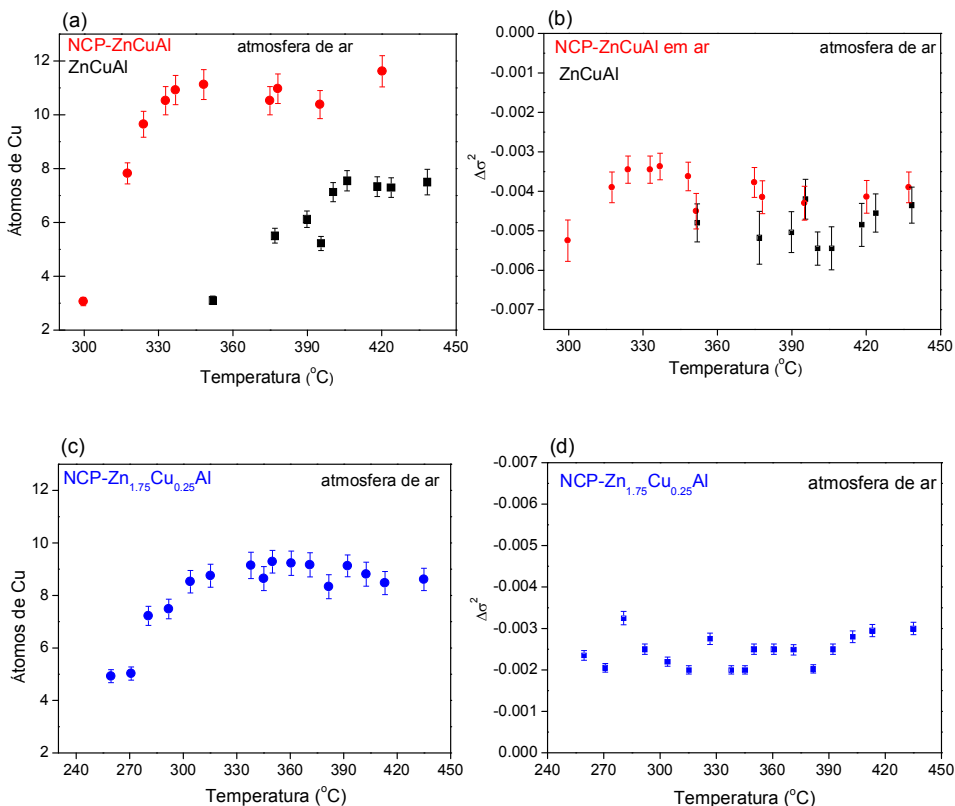 (a)
NCP-ZnCuAl
atmosfera de ar
ZnCuAl
12
10
8
6
4
2
Átomos de Cu
300 330 360 390 420 450
Temperatura (°C)
(b)
NCP-ZnCuAl em ar
atmosfera de ar
ZnCuAl
0.000
-0.001
-0.002
-0.003
-0.004
-0.005
-0.006
-0.007
Δσ²
300 330 360 390 420 450
Temperatura (°C)
(c)
NCP-Zn₁.₇₅Cu₀.₂₅Al
atmosfera de ar
12
10
8
6
4
2
Átomos de Cu
240 270 300 330 360 390 420 450
Temperatura (°C)
(d)
NCP-Zn₁.₇₅Cu₀.₂₅Al
atmosfera de ar
-0.007
-0.006
-0.005
-0.004
-0.003
-0.002
-0.001
0.000
Δσ²
240 270 300 330 360 390 420 450
Temperatura (°C)